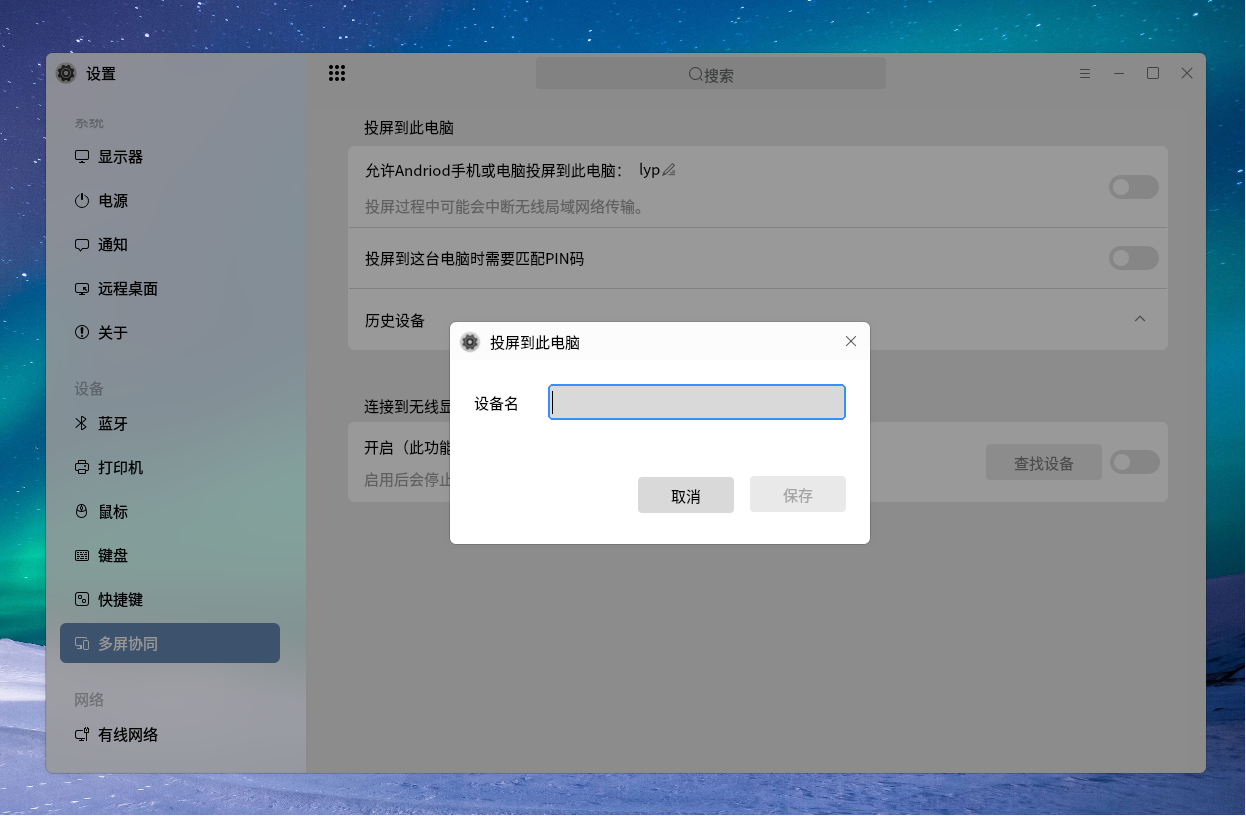 设置
搜索
系统
显示器
电源
通知
远程桌面
关于
设备
蓝牙
打印机
鼠标
键盘
快捷键
多屏协同
网络
有线网络
投屏到此电脑
允许Andriod手机或电脑投屏到此电脑： lyp
投屏过程中可能会中断无线局域网络传输。
投屏到这台电脑时需要匹配PIN码
历史设备
连接到无线显
开启（此功能
启用后会停止
查找设备
投屏到此电脑
设备名
取消
保存